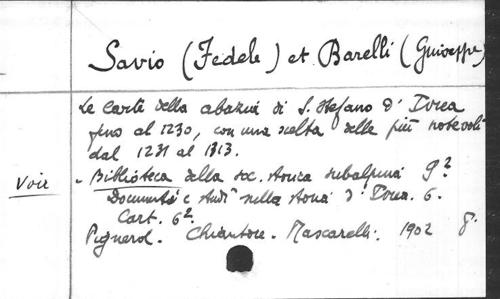 Savio (Fedele) et Barelli (Guiseppe)
Le carte della abazia di S. Stefano d' Ivrea
fino al 1230, con una scelta delle più notevoli
dal 1231 al 1313.
Voir - Biblioteca della soc. storica subalpina 9?
Documenti e studi sulla storia d' Ivrea. 6.
Cart. 6?
Pignerol. Chiantore - Mascarelli. 1902 8°.